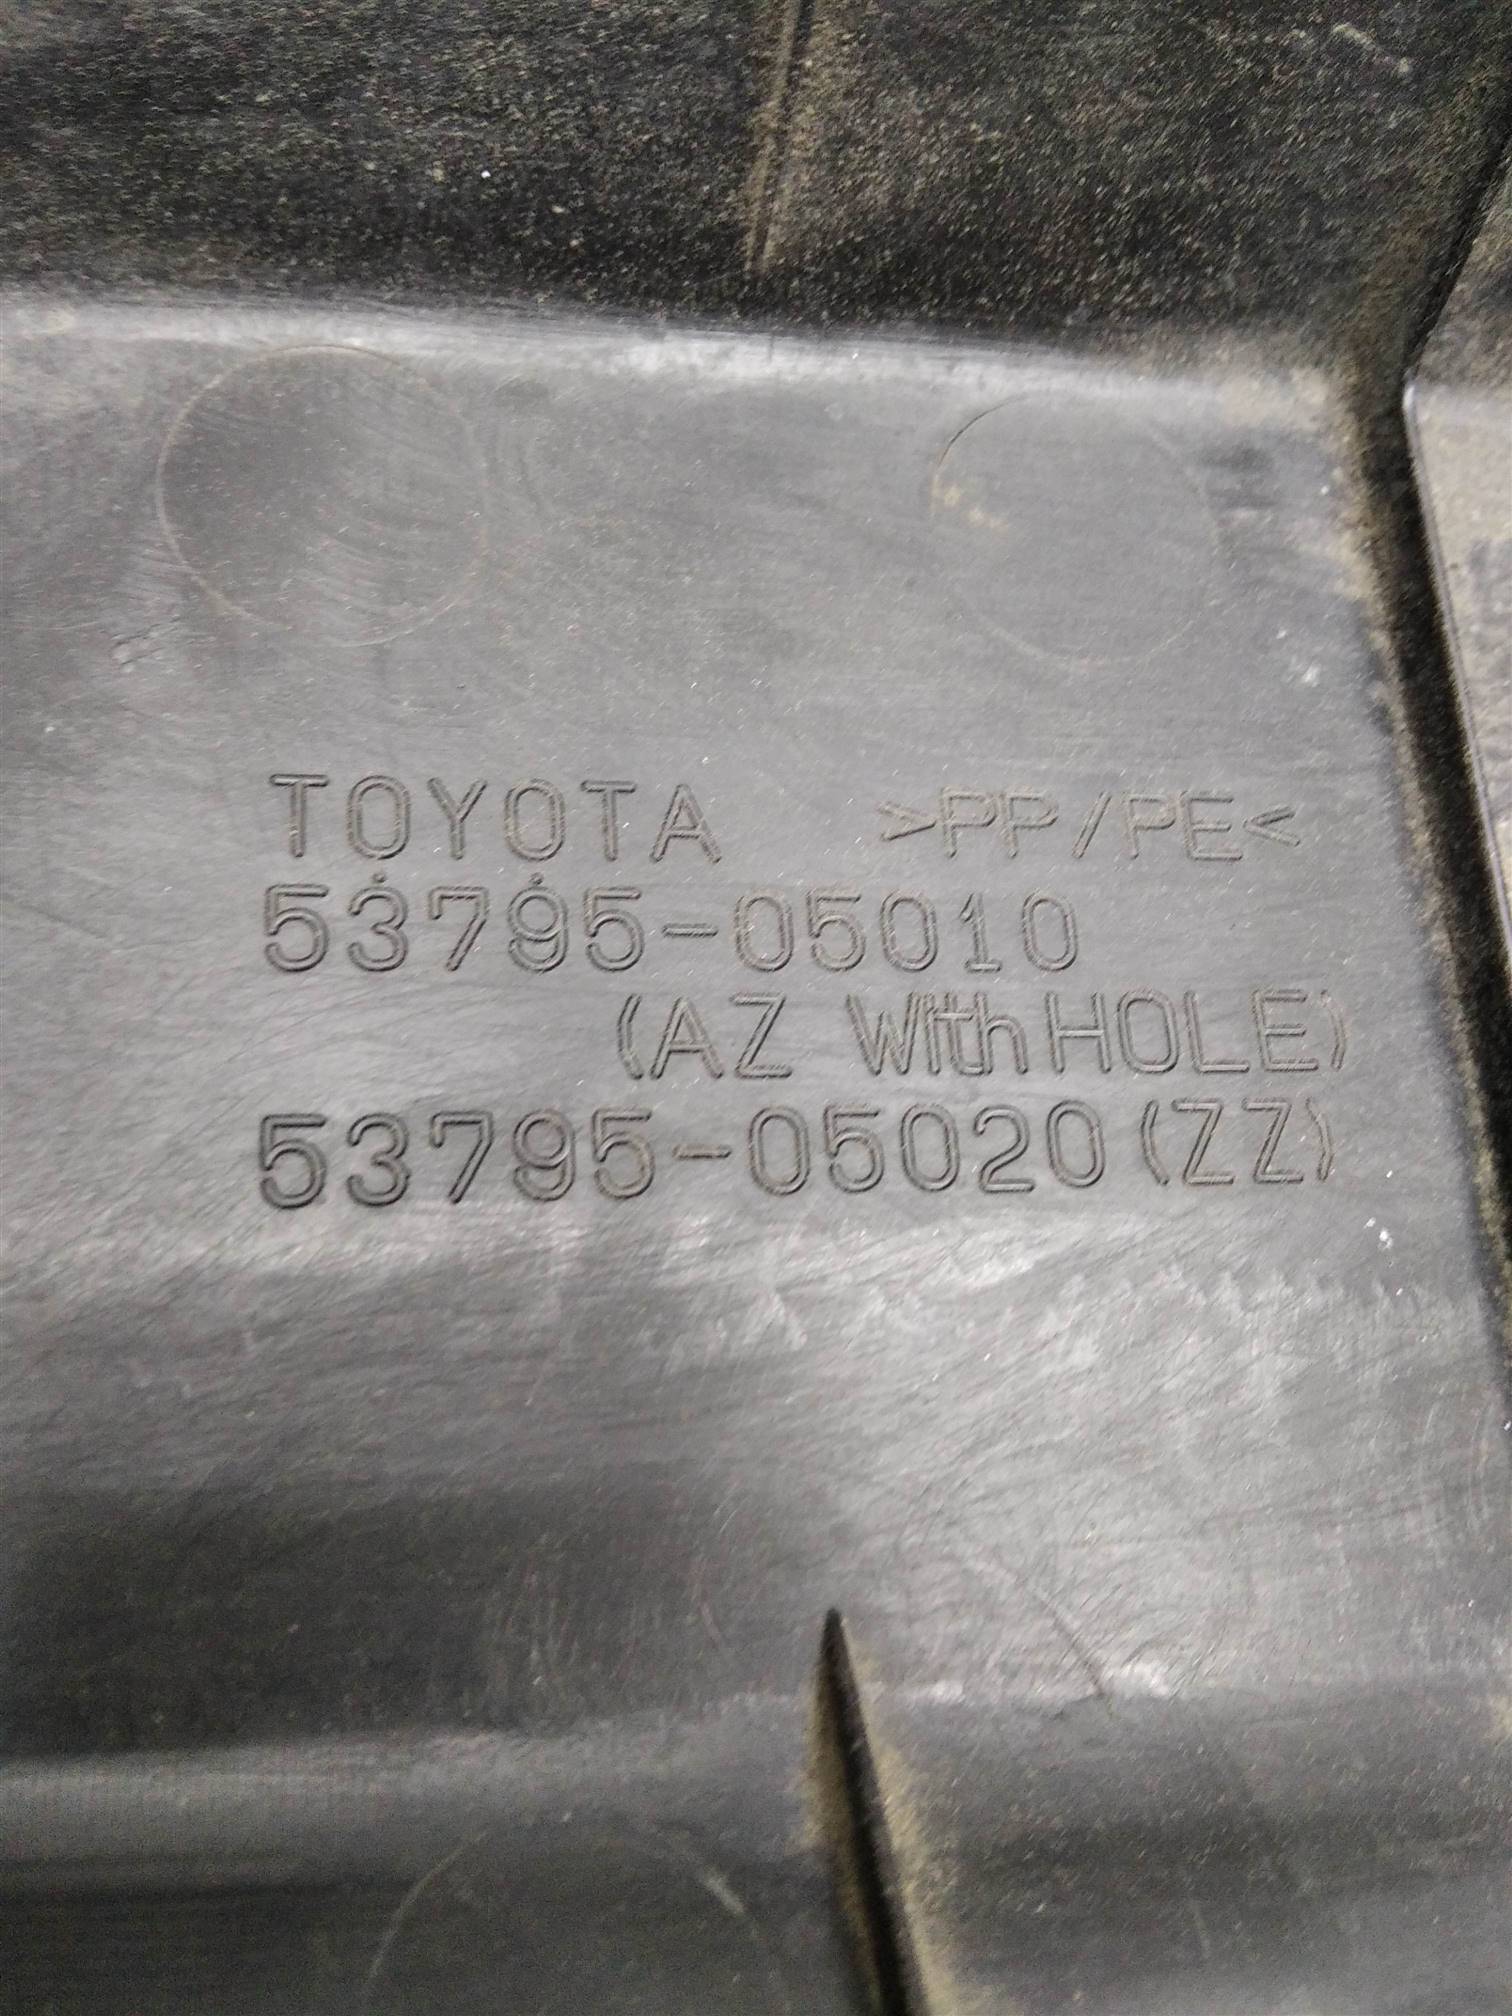 TOYOTA >PP/PE<
53795-05010
(AZ With HOLE)
53795-05020 (ZZ)